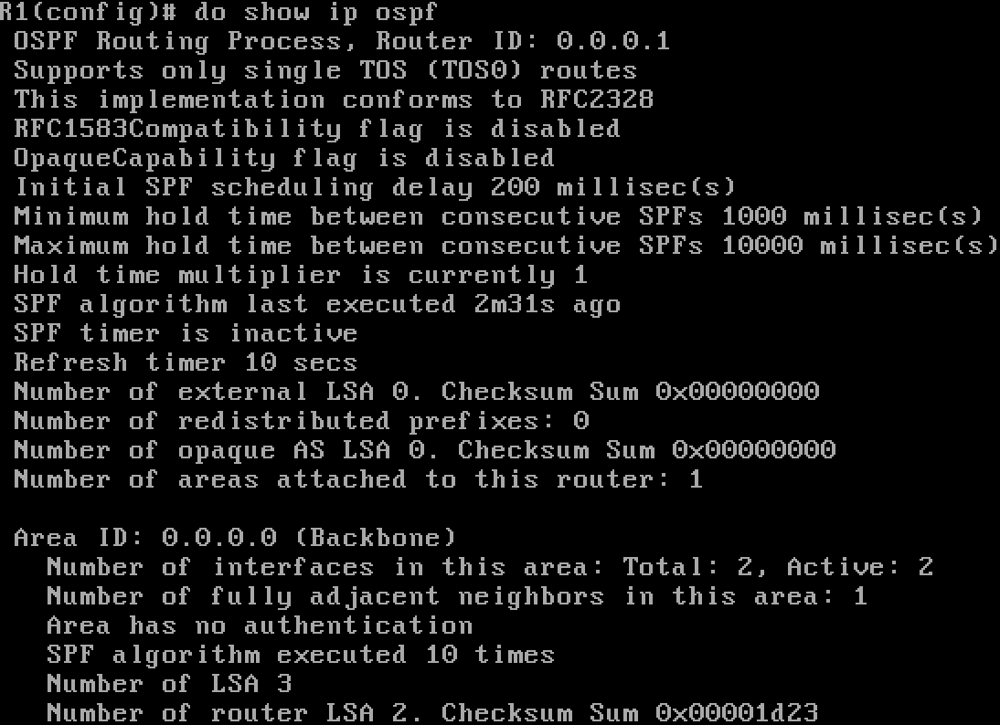 R1(config)# do show ip ospf
OSPF Routing Process, Router ID: 0.0.0.1
Supports only single TOS (TOS0) routes
This implementation conforms to RFC2328
RFC1583Compatibility flag is disabled
OpaqueCapability flag is disabled
Initial SPF scheduling delay 200 millisec(s)
Minimum hold time between consecutive SPFs 1000 millisec(s)
Maximum hold time between consecutive SPFs 10000 millisec(s)
Hold time multiplier is currently 1
SPF algorithm last executed 2m31s ago
SPF timer is inactive
Refresh timer 10 secs
Number of external LSA 0. Checksum Sum 0x00000000
Number of redistributed prefixes: 0
Number of opaque AS LSA 0. Checksum Sum 0x00000000
Number of areas attached to this router: 1
Area ID: 0.0.0.0 (Backbone)
Number of interfaces in this area: Total: 2, Active: 2
Number of fully adjacent neighbors in this area: 1
Area has no authentication
SPF algorithm executed 10 times
Number of LSA 3
Number of router LSA 2. Checksum Sum 0x00001d23